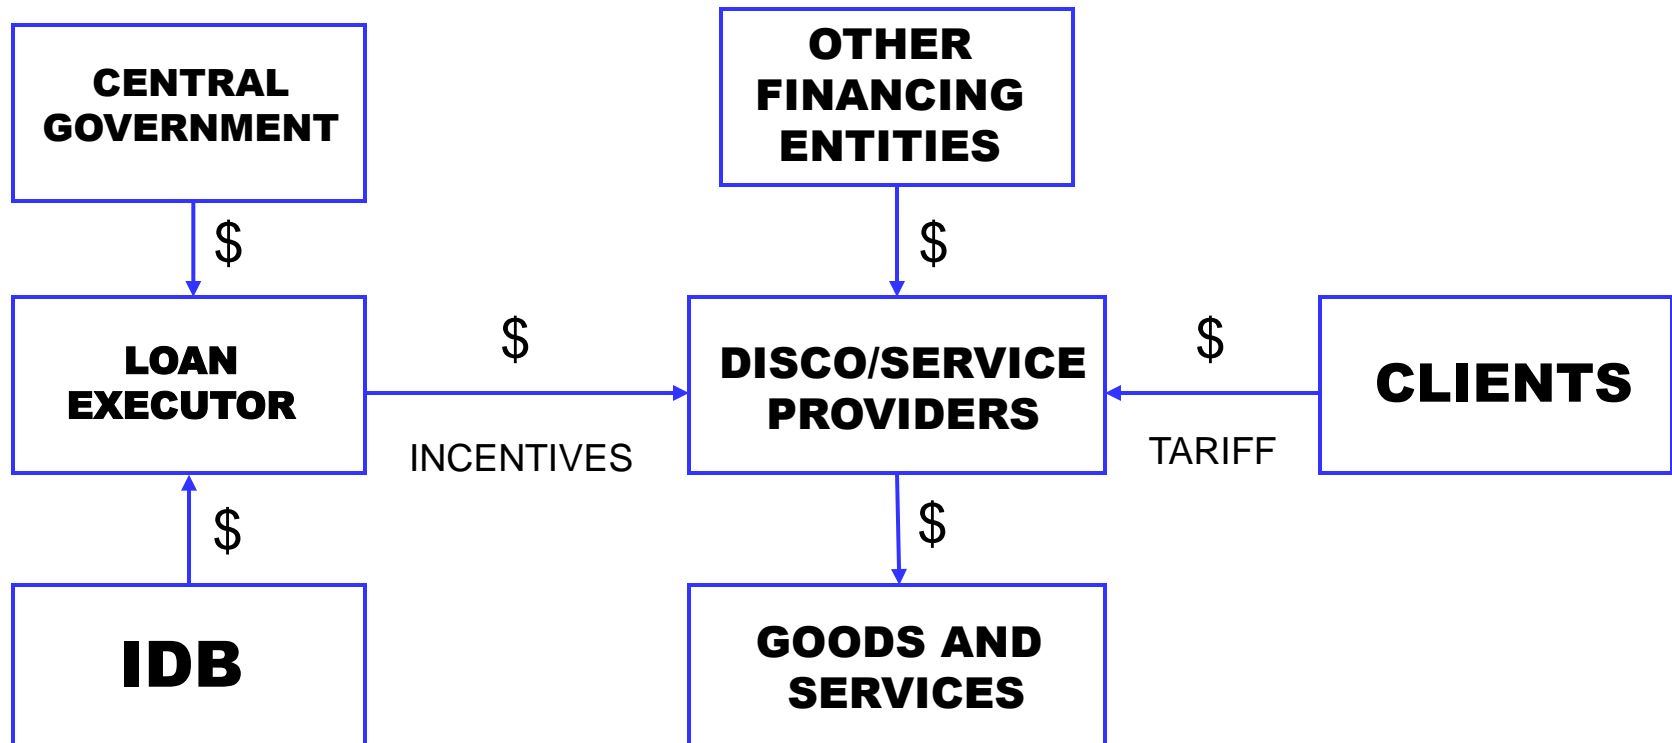 CENTRAL
GOVERNMENT
OTHER
FINANCING
ENTITIES
$
$
LOAN
EXECUTOR
$
INCENTIVES
DISCO/SERVICE
PROVIDERS
$
TARIFF
CLIENTS
$
$
IDB
GOODS AND
SERVICES